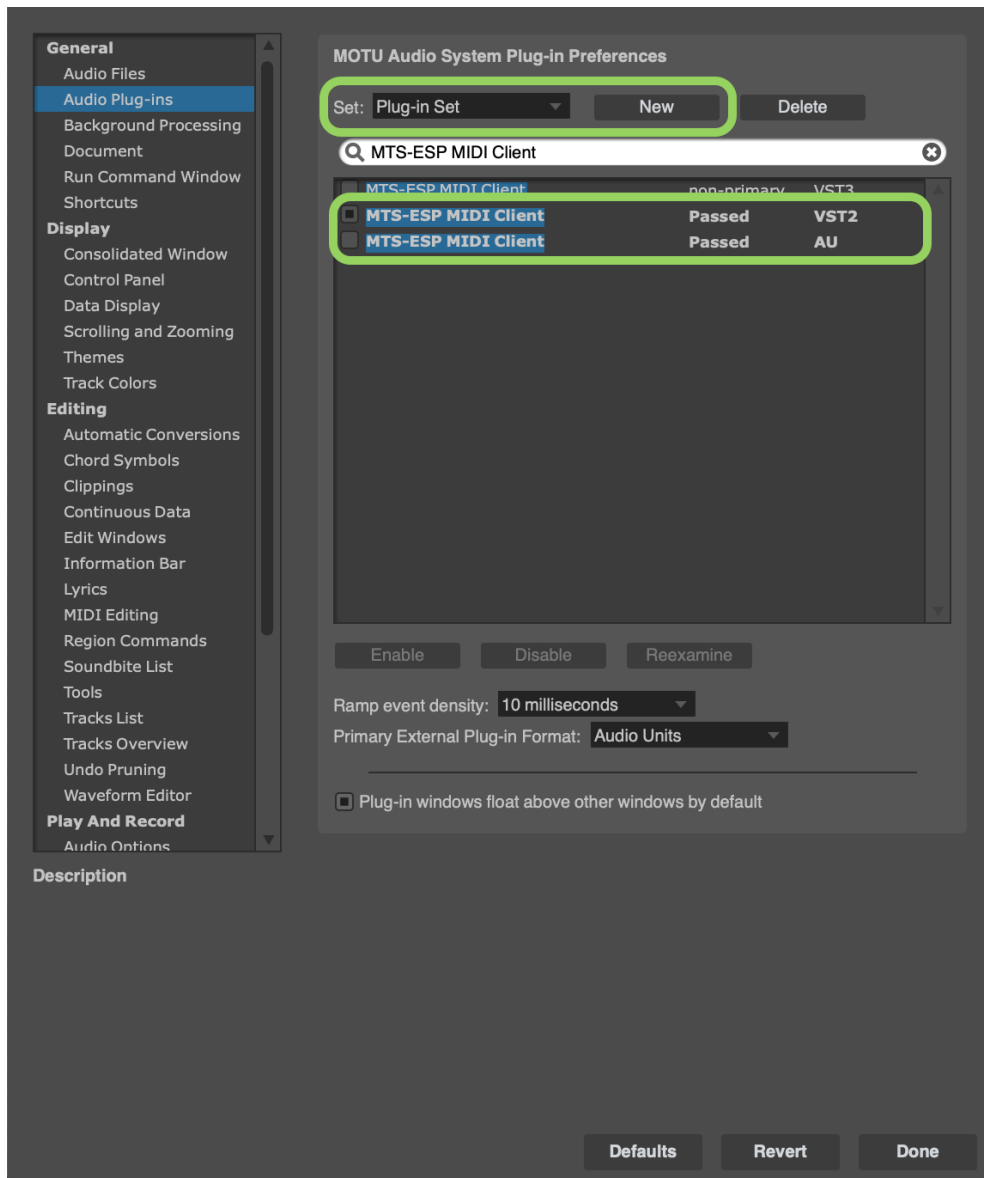 General
Audio Files
Audio Plug-ins
Background Processing
Document
Run Command Window
Shortcuts
Display
Consolidated Window
Control Panel
Data Display
Scrolling and Zooming
Themes
Track Colors
Editing
Automatic Conversions
Chord Symbols
Clippings
Continuous Data
Edit Windows
Information Bar
Lyrics
MIDI Editing
Region Commands
Soundbite List
Tools
Tracks List
Tracks Overview
Undo Pruning
Waveform Editor
Play And Record
Audio Options
Description
MOTU Audio System Plug-in Preferences
Set: Plug-in Set New Delete
MTS-ESP MIDI Client
MTS-ESP MIDI Client non-primary VST3
MTS-ESP MIDI Client Passed VST2
MTS-ESP MIDI Client Passed AU
Enable Disable Reexamine
Ramp event density: 10 milliseconds
Primary External Plug-in Format: Audio Units
Plug-in windows float above other windows by default
Defaults Revert Done